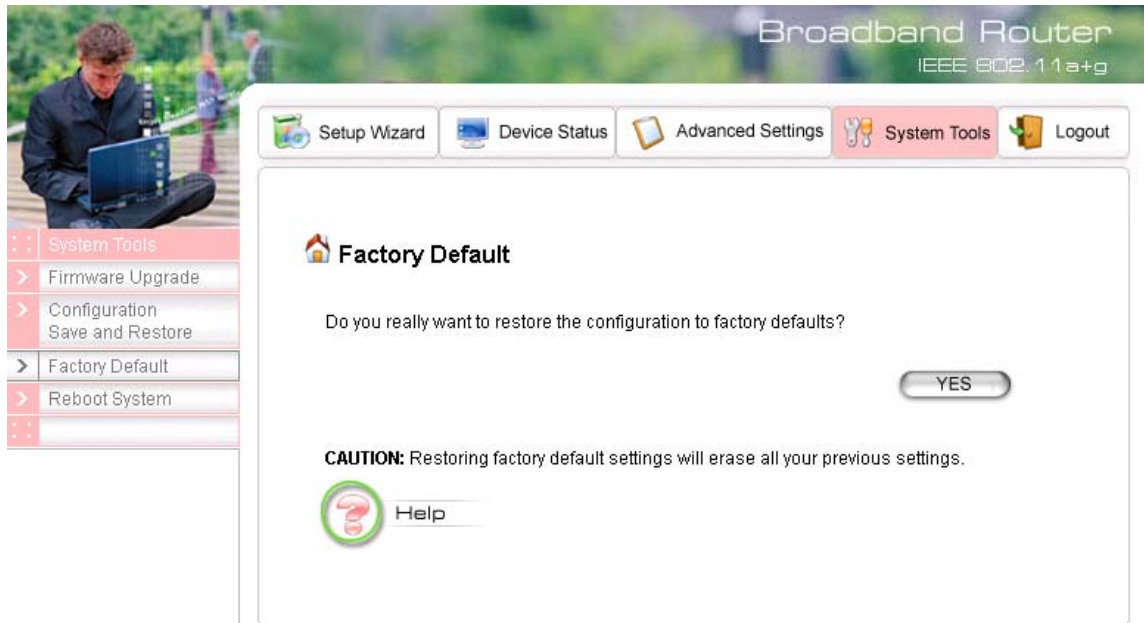 Broadband Router
IEEE 802.11a+g
Setup Wizard
Device Status
Advanced Settings
System Tools
Logout
System Tools
Firmware Upgrade
Configuration
Save and Restore
Factory Default
Reboot System
Factory Default
Do you really want to restore the configuration to factory defaults?
YES
CAUTION: Restoring factory default settings will erase all your previous settings.
Help